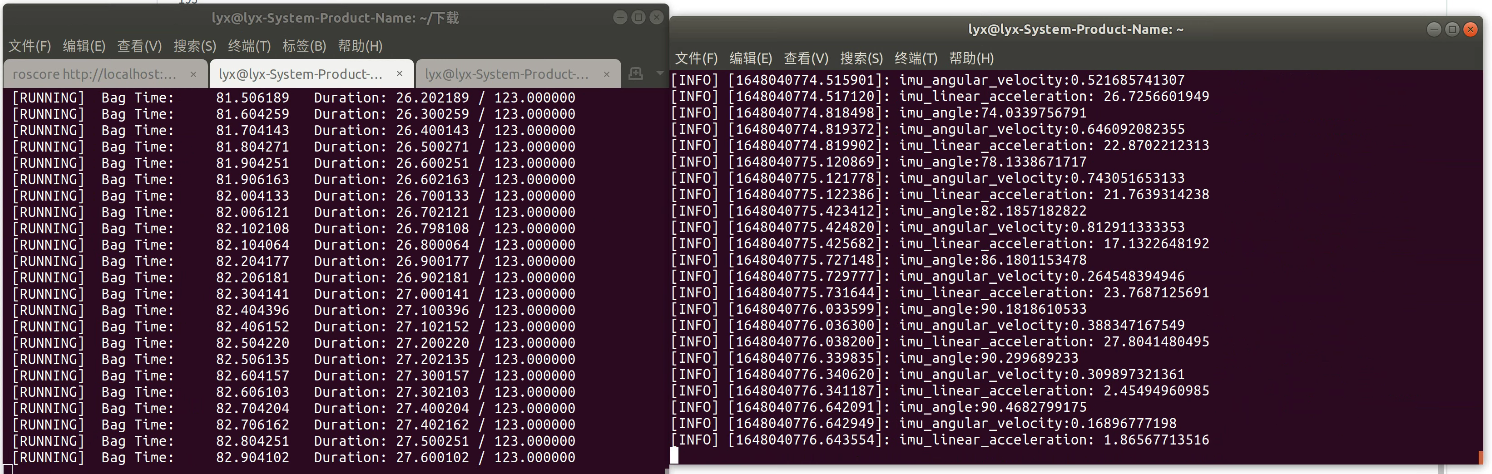 lyx@lyx-System-Product-Name: ~/下载
文件(F) 编辑(E) 查看(V) 搜索(S) 终端(T) 标签(B) 帮助(H)
roscore http://localhost:... × lyx@lyx-System-Product-... × lyx@lyx-System-Product-... ×
[RUNNING] Bag Time: 81.506189 Duration: 26.202189 / 123.000000
[RUNNING] Bag Time: 81.604259 Duration: 26.300259 / 123.000000
[RUNNING] Bag Time: 81.704143 Duration: 26.400143 / 123.000000
[RUNNING] Bag Time: 81.804271 Duration: 26.500271 / 123.000000
[RUNNING] Bag Time: 81.904251 Duration: 26.600251 / 123.000000
[RUNNING] Bag Time: 81.906163 Duration: 26.602163 / 123.000000
[RUNNING] Bag Time: 82.004133 Duration: 26.700133 / 123.000000
[RUNNING] Bag Time: 82.006121 Duration: 26.702121 / 123.000000
[RUNNING] Bag Time: 82.102108 Duration: 26.798108 / 123.000000
[RUNNING] Bag Time: 82.104064 Duration: 26.800064 / 123.000000
[RUNNING] Bag Time: 82.204177 Duration: 26.900177 / 123.000000
[RUNNING] Bag Time: 82.206181 Duration: 26.902181 / 123.000000
[RUNNING] Bag Time: 82.304141 Duration: 27.000141 / 123.000000
[RUNNING] Bag Time: 82.404396 Duration: 27.100396 / 123.000000
[RUNNING] Bag Time: 82.406152 Duration: 27.102152 / 123.000000
[RUNNING] Bag Time: 82.504220 Duration: 27.200220 / 123.000000
[RUNNING] Bag Time: 82.506135 Duration: 27.202135 / 123.000000
[RUNNING] Bag Time: 82.604157 Duration: 27.300157 / 123.000000
[RUNNING] Bag Time: 82.606103 Duration: 27.302103 / 123.000000
[RUNNING] Bag Time: 82.704204 Duration: 27.400204 / 123.000000
[RUNNING] Bag Time: 82.706162 Duration: 27.402162 / 123.000000
[RUNNING] Bag Time: 82.804251 Duration: 27.500251 / 123.000000
[RUNNING] Bag Time: 82.904102 Duration: 27.600102 / 123.000000
lyx@lyx-System-Product-Name: ~
文件(F) 编辑(E) 查看(V) 搜索(S) 终端(T) 帮助(H)
[INFO] [1648040774.515901]: imu_angular_velocity:0.521685741307
[INFO] [1648040774.517120]: imu_linear_acceleration: 26.7256601949
[INFO] [1648040774.818498]: imu_angle:74.0339756791
[INFO] [1648040774.819372]: imu_angular_velocity:0.646092082355
[INFO] [1648040774.819902]: imu_linear_acceleration: 22.8702212313
[INFO] [1648040775.120869]: imu_angle:78.1338671717
[INFO] [1648040775.121778]: imu_angular_velocity:0.743051653133
[INFO] [1648040775.122386]: imu_linear_acceleration: 21.7639314238
[INFO] [1648040775.423412]: imu_angle:82.1857182822
[INFO] [1648040775.424820]: imu_angular_velocity:0.812911333353
[INFO] [1648040775.425682]: imu_linear_acceleration: 17.1322648192
[INFO] [1648040775.727148]: imu_angle:86.1801153478
[INFO] [1648040775.729777]: imu_angular_velocity:0.264548394946
[INFO] [1648040775.731644]: imu_linear_acceleration: 23.7687125691
[INFO] [1648040776.033599]: imu_angle:90.1818610533
[INFO] [1648040776.036300]: imu_angular_velocity:0.388347167549
[INFO] [1648040776.038200]: imu_linear_acceleration: 27.8041480495
[INFO] [1648040776.339835]: imu_angle:90.299689233
[INFO] [1648040776.340620]: imu_angular_velocity:0.309897321361
[INFO] [1648040776.341187]: imu_linear_acceleration: 2.45494960985
[INFO] [1648040776.642091]: imu_angle:90.4682799175
[INFO] [1648040776.642949]: imu_angular_velocity:0.16896777198
[INFO] [1648040776.643554]: imu_linear_acceleration: 1.86567713516